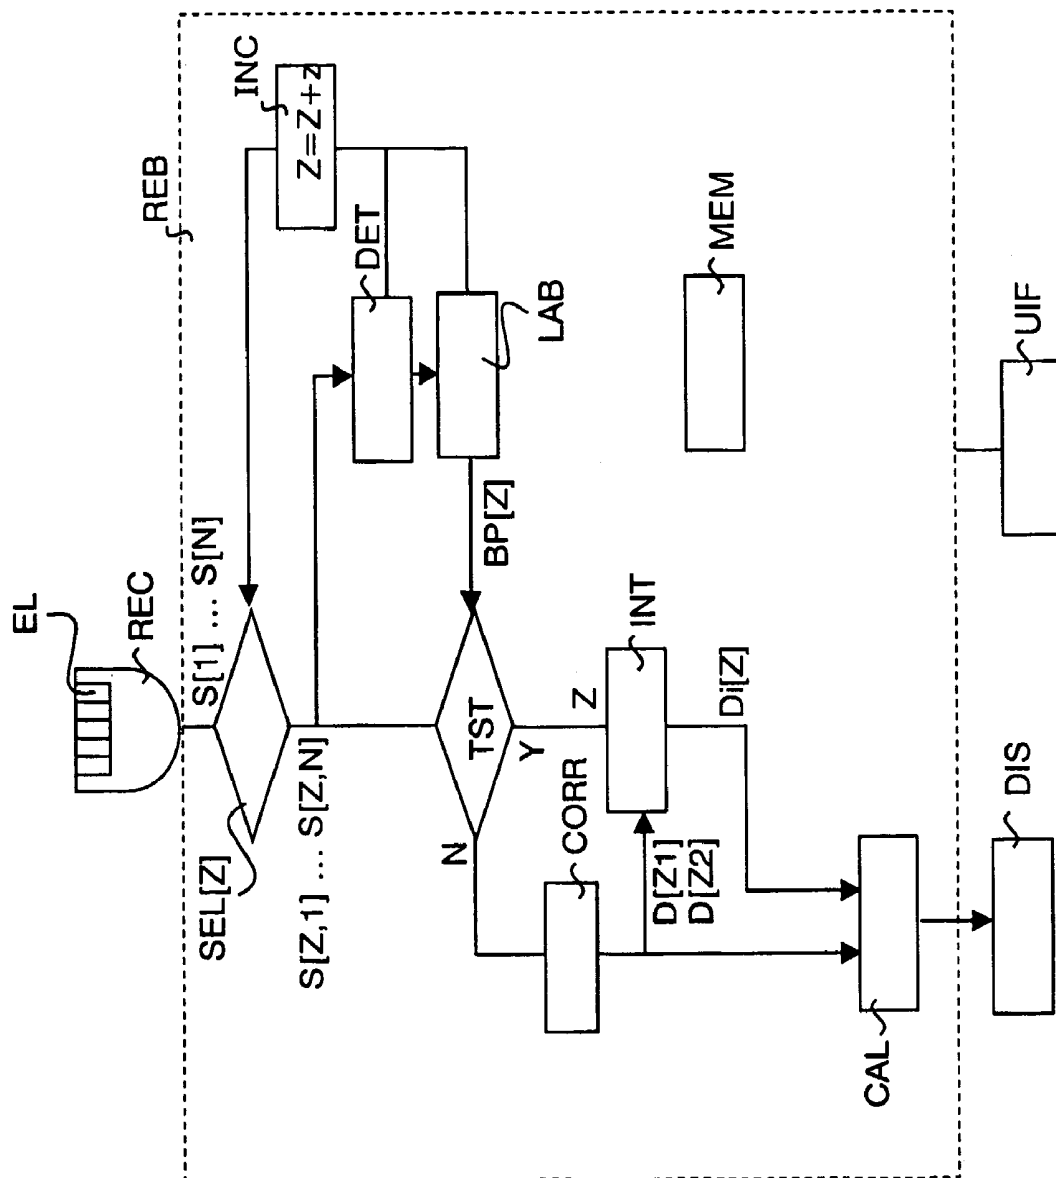 EL
REC
REB
INC
Z=Z+z
S[1] ... S[N]
SEL[Z]
S[Z,1] ... S[Z,N]
DET
LAB
BP[Z]
TST
N
Y
Z
CORR
INT
MEM
D[Z1]
D[Z2]
Di[Z]
CAL
DIS
UIF